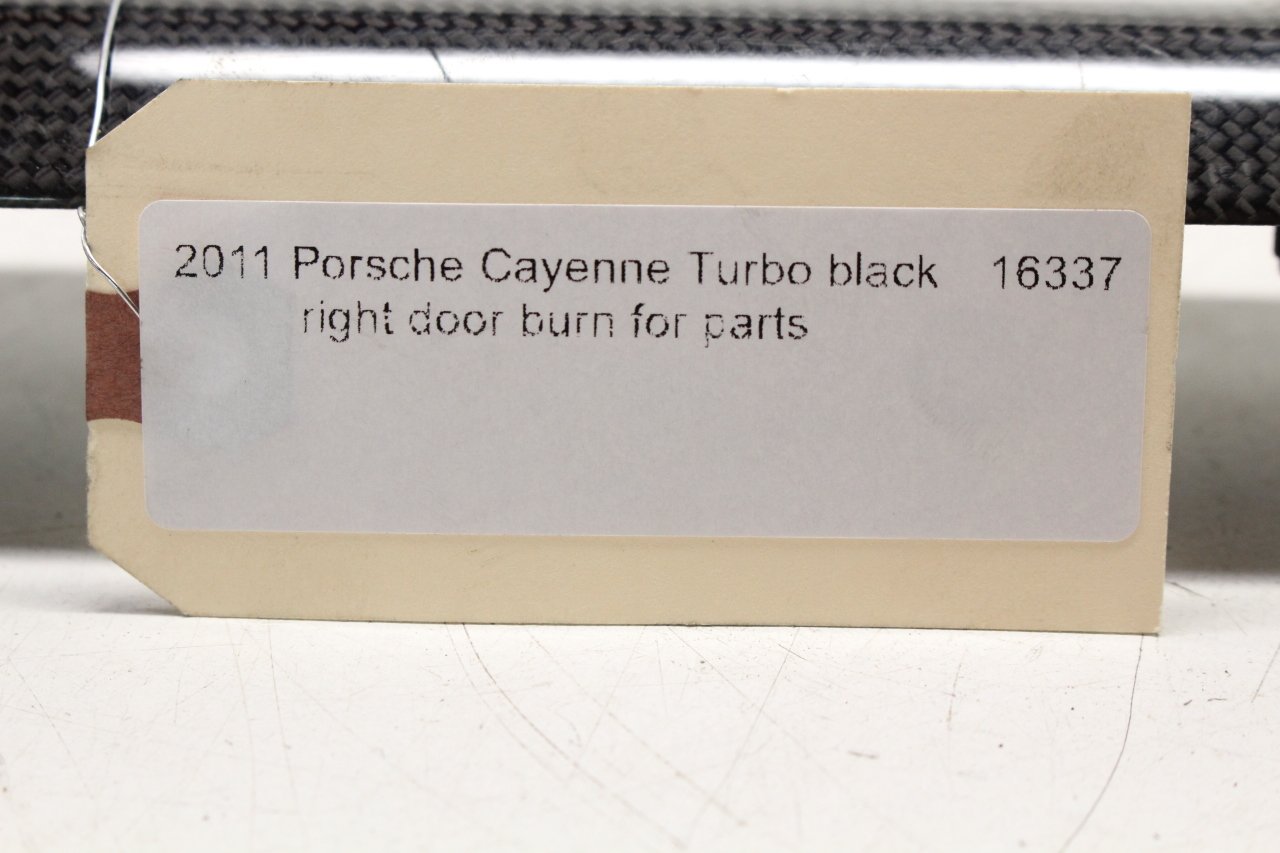 2011 Porsche Cayenne Turbo black 16337
right door burn for parts